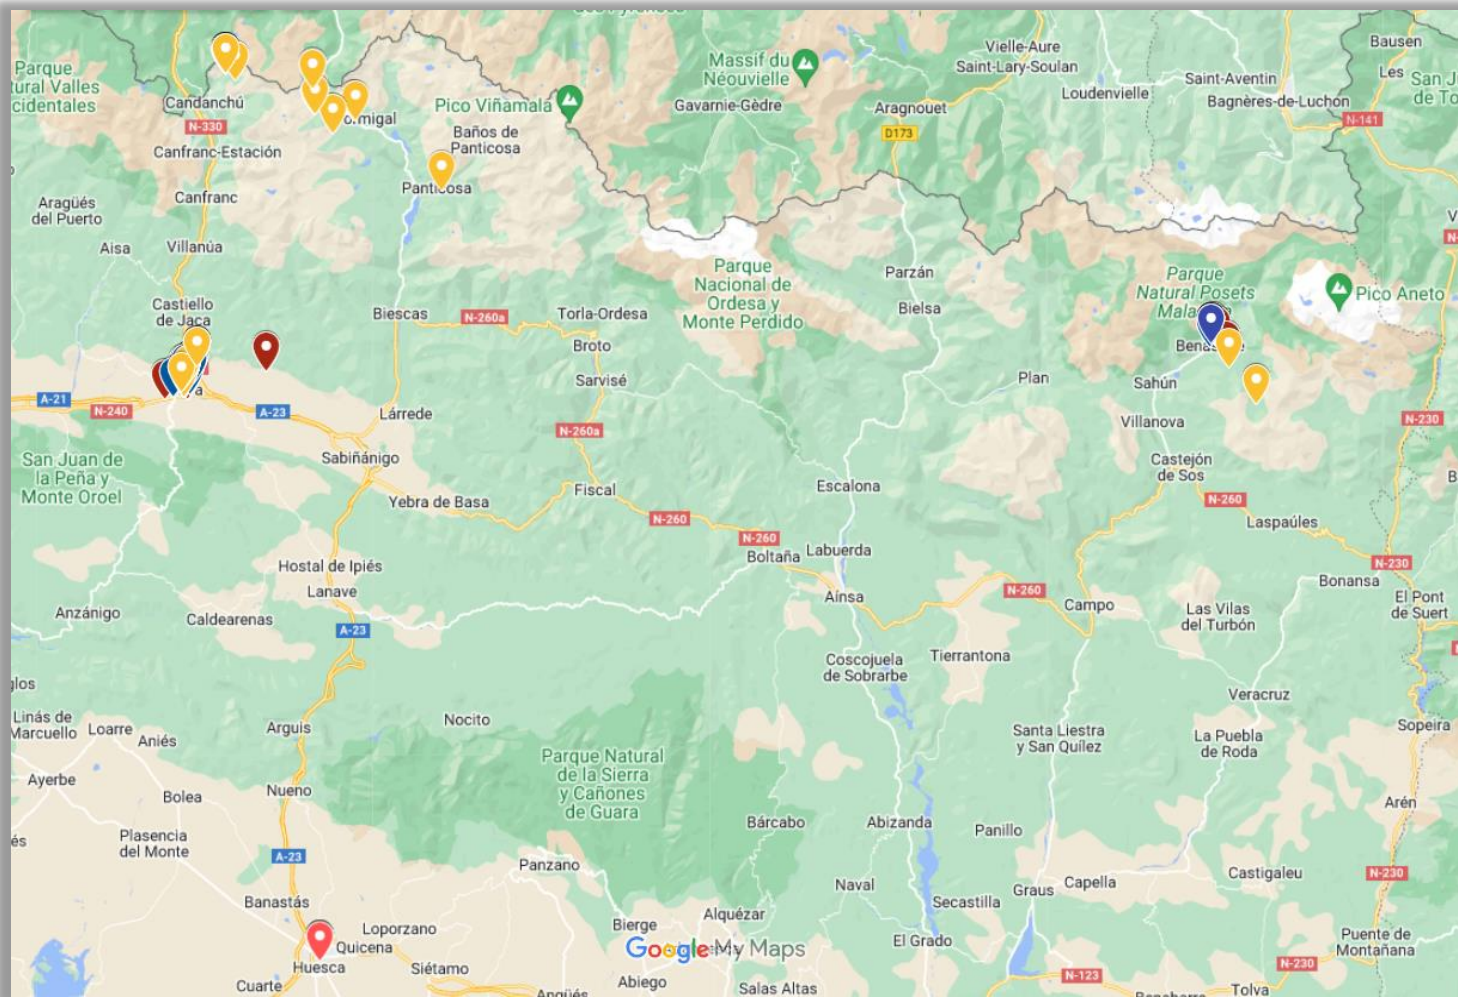 Massif du
Néouvielle
Vielle-Aure
Saint-Lary-Soulan
Bausen
Les
Parque
tural Valles
cidentales
Candanchú
N-330
Canfranc-Estación
Pico Viñamala
Baños de
Panticosa
Panticosa
Gavarnie-Gèdre
Aragnouet
D173
Loudenvielle
Saint-Aventin
Bagnères-de-Luchon
N-141
San Ju
de To
ormigal
Aragüés
del Puerto
Canfranc
Aisa
Villanúa
Castiello
de Jaca
Biescas
N-260a
Torla-Ordesa
Broto
Sarvisé
Parque
Nacional de
Ordesa y
Monte Perdido
Parzán
Bielsa
Parque
Natural Posets
Mala
Pico Aneto
Plan
Sahún
Villanova
Castejón
de Sos
A-21
N-240
A-23
Lárrede
N-260a
N-230
San Juan de
la Peña y
Monte Oroel
Sabiñánigo
Yebra de Basa
Fiscal
Escalona
N-260
N-260
N-260
Laspaúles
Boltaña
Labuerda
N-230
Hostal de Ipiés
Lanave
Aínsa
N-260
Campo
Bonansa
El Pont
de Suert
Anzánigo
Caldearenas
A-23
Las Vilas
del Turbón
Coscojuela
de Sobrarbe
Tierrantona
glos
Linás de
Marcuello
Loarre
Aniés
Arguis
Nocito
Veracruz
Santa Liestra
y San Quílez
La Puebla
de Roda
Sopeira
Ayerbe
Bolea
Nueno
Parque Natural
de la Sierra
y Cañones
de Guara
Arén
Plasencia
del Monte
A-23
Bárcabo
Abizanda
Panillo
Panzano
Naval
Graus
Capella
Castigaleu
N-230
Banastás
Secastilla
Loporzano
Quicena
Huesca
Bierge
Alquézar
Google My Maps
El Grado
Puente de
Montañana
Cuarte
Siétamo
Abiego
Salas Altas
N-123
N-230
Tolva